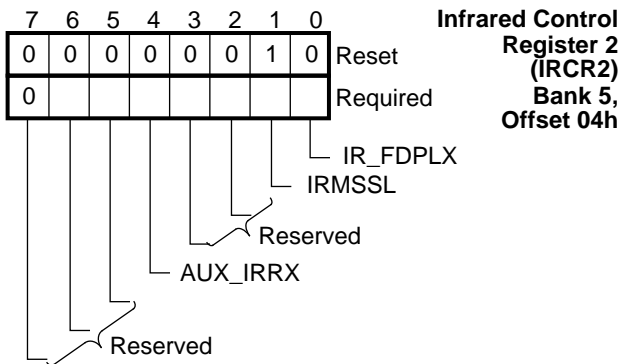 7 6 5 4 3 2 1 0
0 0 0 0 0 0 1 0 Reset
0 Required
Infrared Control
Register 2
(IRCR2)
Bank 5,
Offset 04h
IR_FDPLX
IRMSSL
Reserved
AUX_IRRX
Reserved